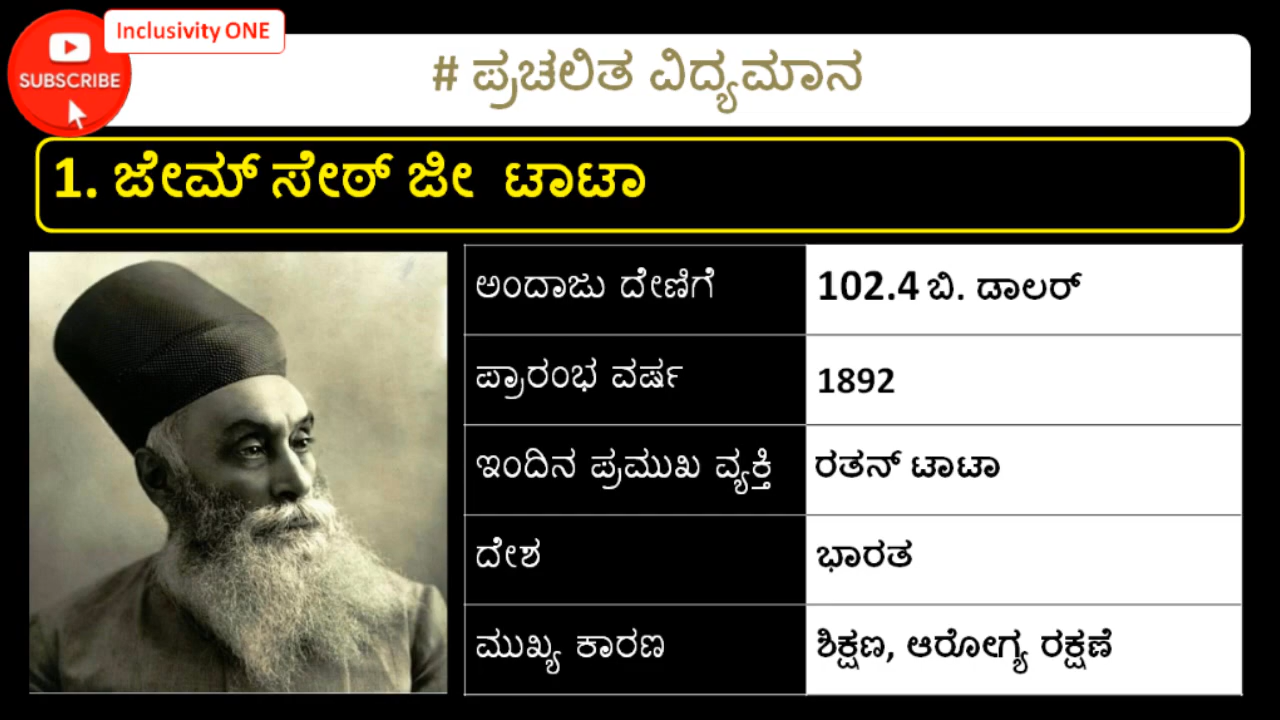 Inclusivity ONE
SUBSCRIBE
# ಪ್ರಚಲಿತ ವಿದ್ಯಮಾನ
1. ಜೇಮ್ ಸೇಠ್ ಜೀ ಟಾಟಾ
ಅಂದಾಜು ದೇಣಿಗೆ 102.4 ಬಿ. ಡಾಲರ್
ಪ್ರಾರಂಭ ವರ್ಷ 1892
ಇಂದಿನ ಪ್ರಮುಖ ವ್ಯಕ್ತಿ ರತನ್ ಟಾಟಾ
ದೇಶ ಭಾರತ
ಮುಖ್ಯ ಕಾರಣ ಶಿಕ್ಷಣ, ಆರೋಗ್ಯ ರಕ್ಷಣೆ